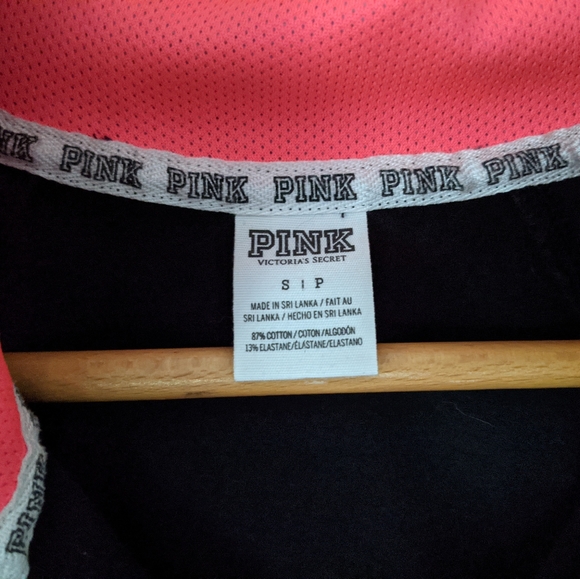 PINK PINK PINK PINK PINK
PINK
VICTORIA'S SECRET
S | P
MADE IN SRI LANKA / FAIT AU
SRI LANKA / HECHO EN SRI LANKA
87% COTTON / COTON / ALGODÓN
13% ELASTANE/ÉLASTANE/ELASTANO
PINK